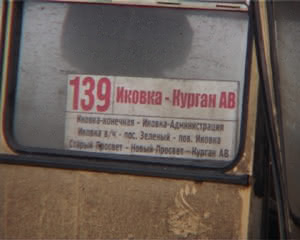 139 Иковка - Курган АВ
Иковка-конечная - Иковка-Администрация
Иковка в/ч - пос. Зеленый - пов. Иковка
Старый Просвет - Новый Просвет - Курган АВ